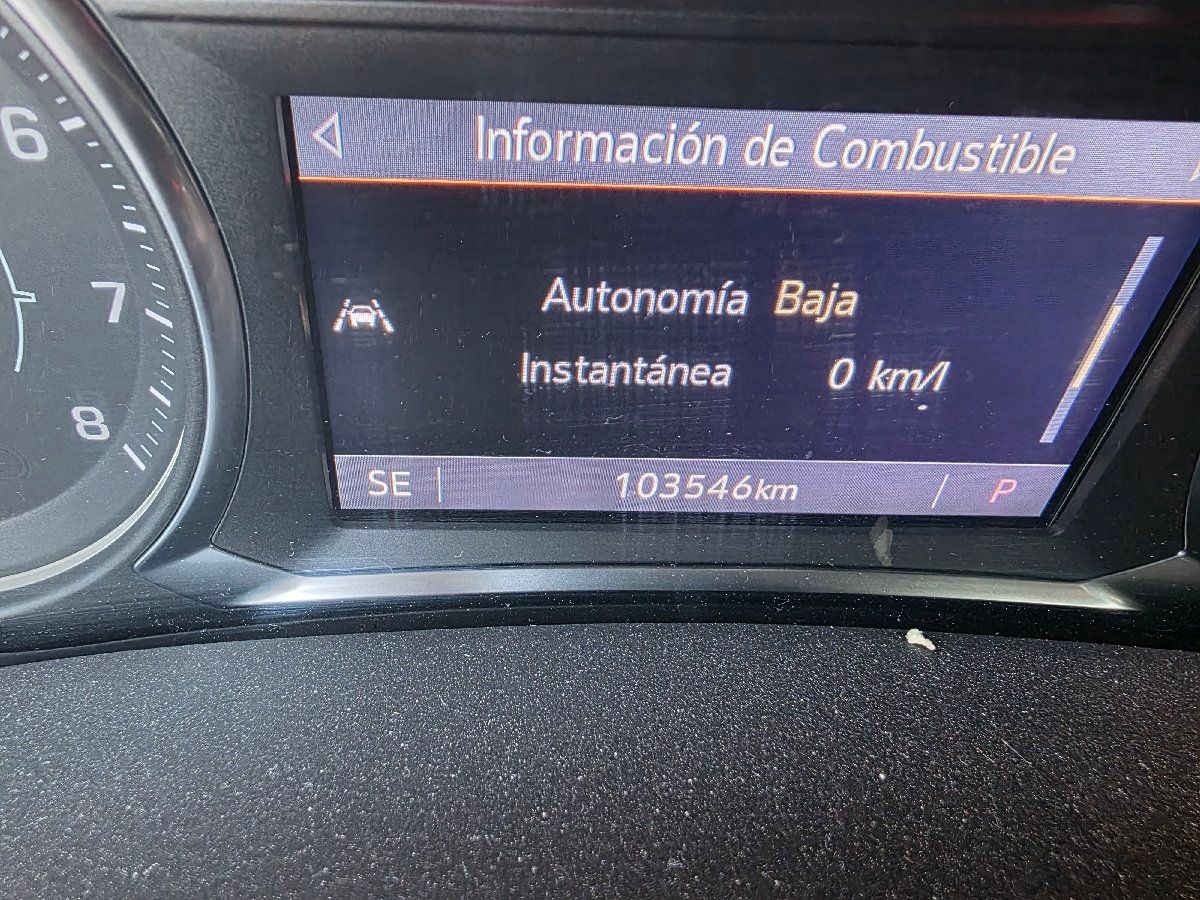 6
7
8
Información de Combustible
Autonomía Baja
Instantánea 0 km/l
SE 103546km P